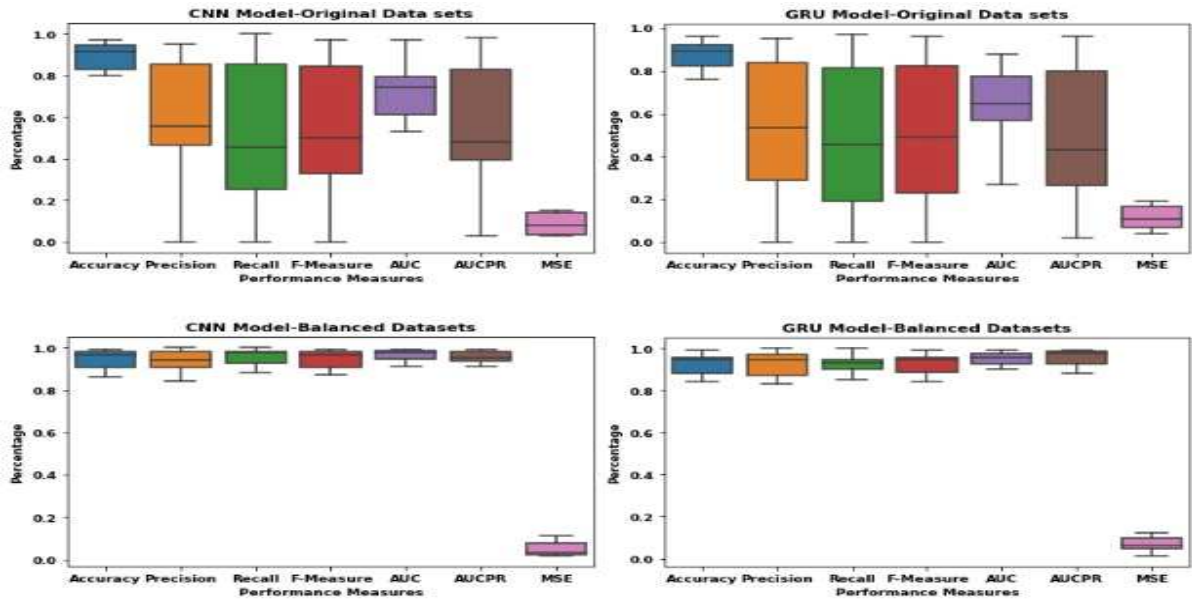 CNN Model-Original Data sets
Percentage
1.0
0.8
0.6
0.4
0.2
0.0
Accuracy Precision Recall F-Measure AUC AUCPR MSE
Performance Measures
GRU Model-Original Data sets
Percentage
1.0
0.8
0.6
0.4
0.2
0.0
Accuracy Precision Recall F-Measure AUC AUCPR MSE
Performance Measures
CNN Model-Balanced Datasets
Percentage
1.0
0.8
0.6
0.4
0.2
0.0
Accuracy Precision Recall F-Measure AUC AUCPR MSE
Performance Measures
GRU Model-Balanced Datasets
Percentage
1.0
0.8
0.6
0.4
0.2
0.0
Accuracy Precision Recall F-Measure AUC AUCPR MSE
Performance Measures